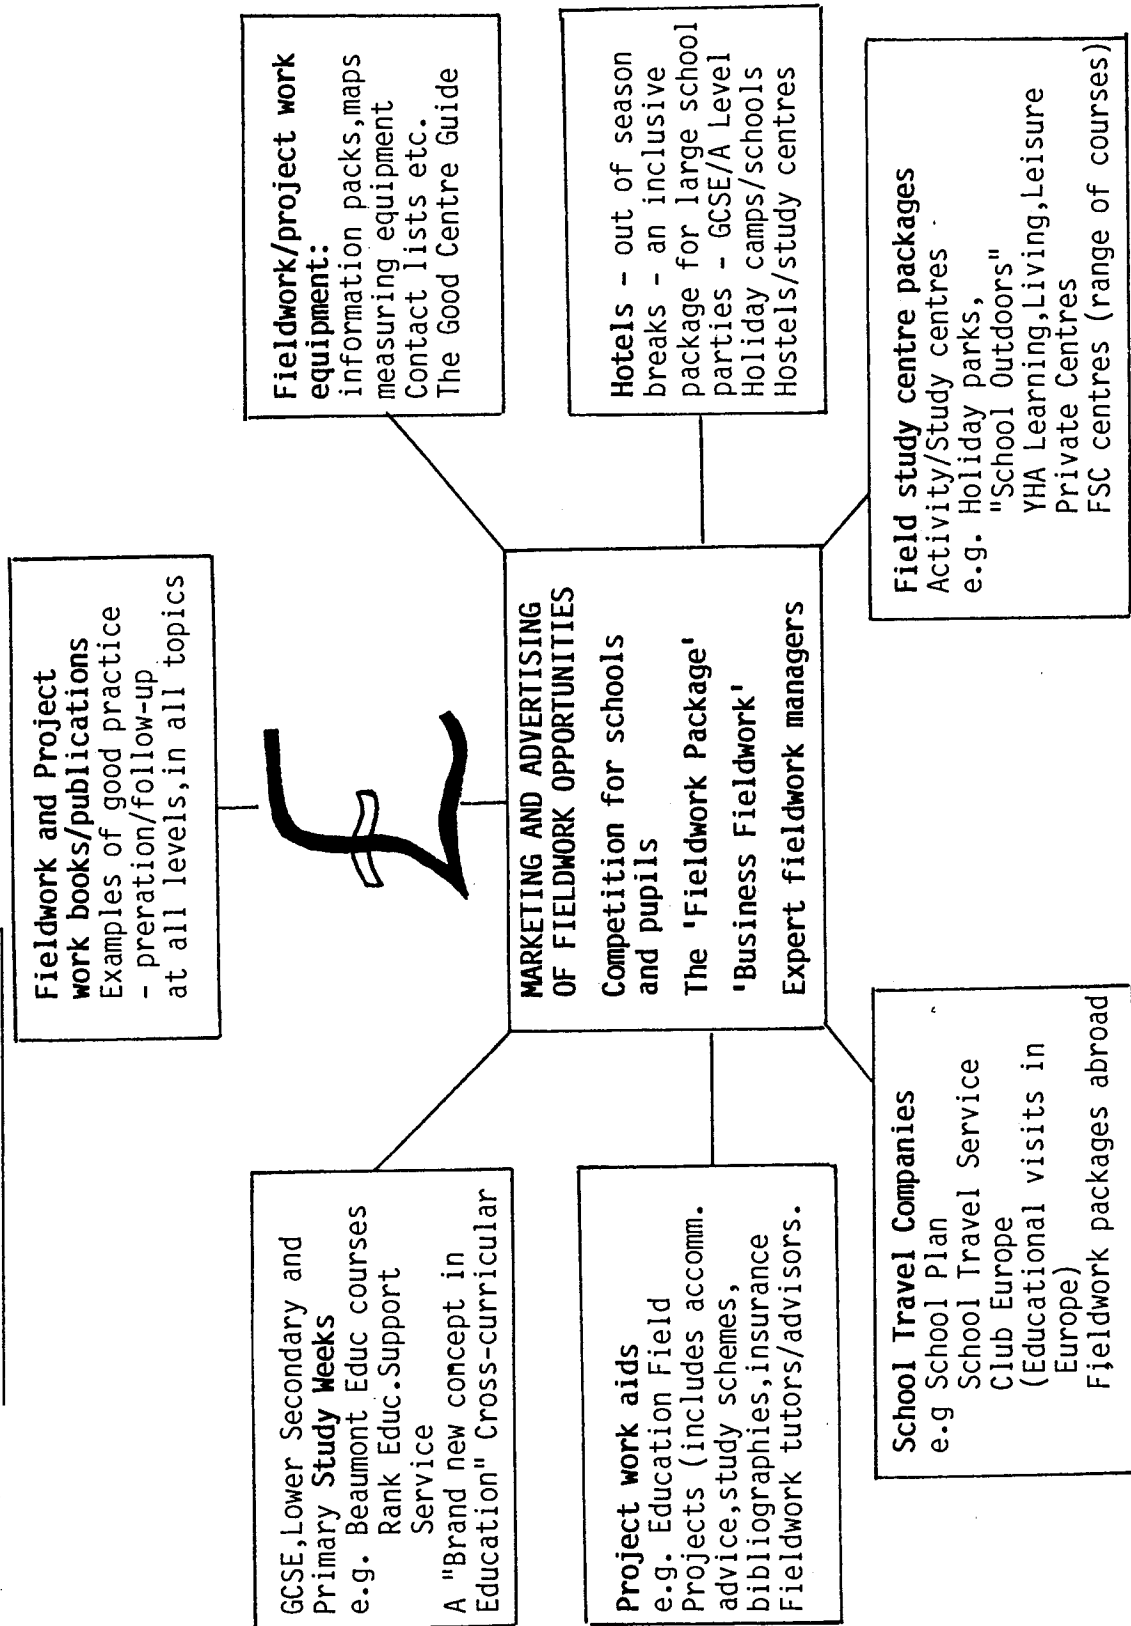 Fieldwork and Project
work books/publications
Examples of good practice
- preration/follow-up
at all levels,in all topics
GCSE,Lower Secondary and
Primary Study Weeks
e.g. Beaumont Educ courses
Rank Educ.Support
Service
A "Brand new concept in
Education" Cross-curricular
£
Fieldwork/project work
equipment:
information packs,maps
measuring equipment
Contact lists etc.
The Good Centre Guide
MARKETING AND ADVERTISING
OF FIELDWORK OPPORTUNITIES
Competition for schools
and pupils
The 'Fieldwork Package'
'Business Fieldwork'
Expert fieldwork managers
Project work aids
e.g. Education Field
Projects (includes accomm.
advice,study schemes,
bibliographies,insurance
Fieldwork tutors/advisors.
Hotels - out of season
breaks - an inclusive
package for large school
parties - GCSE/A Level
Holiday camps/schools
Hostels/study centres
School Travel Companies
e.g School Plan
School Travel Service
Club Europe
(Educational visits in
Europe)
Fieldwork packages abroad
Field study centre packages
Activity/Study centres
e.g. Holiday parks,
"School Outdoors"
YHA Learning,Living,Leisure
Private Centres
FSC centres (range of courses)